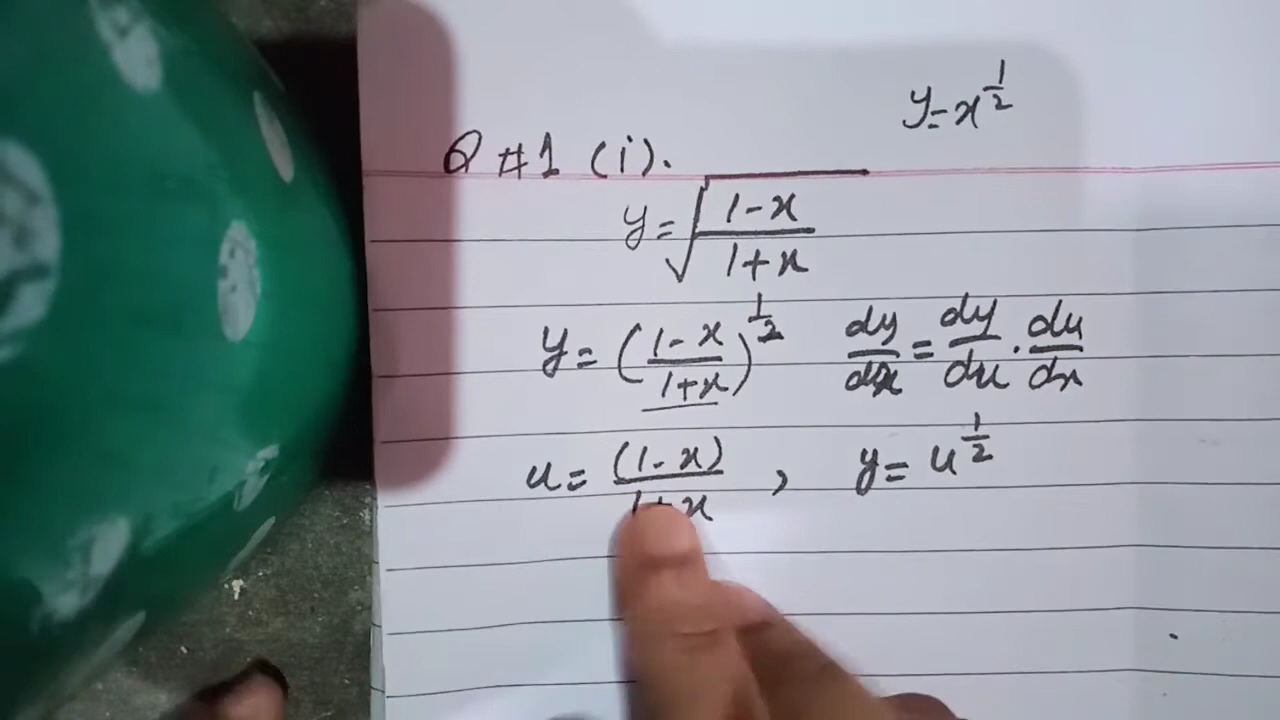 y=x^{1/2}
Q #1 (i).
y=√((1-x)/(1+x))
y=((1-x)/(1+x))^{1/2}  dy/dx=dy/du·du/dx
u=(1-x)/(1+x) , y=u^{1/2}